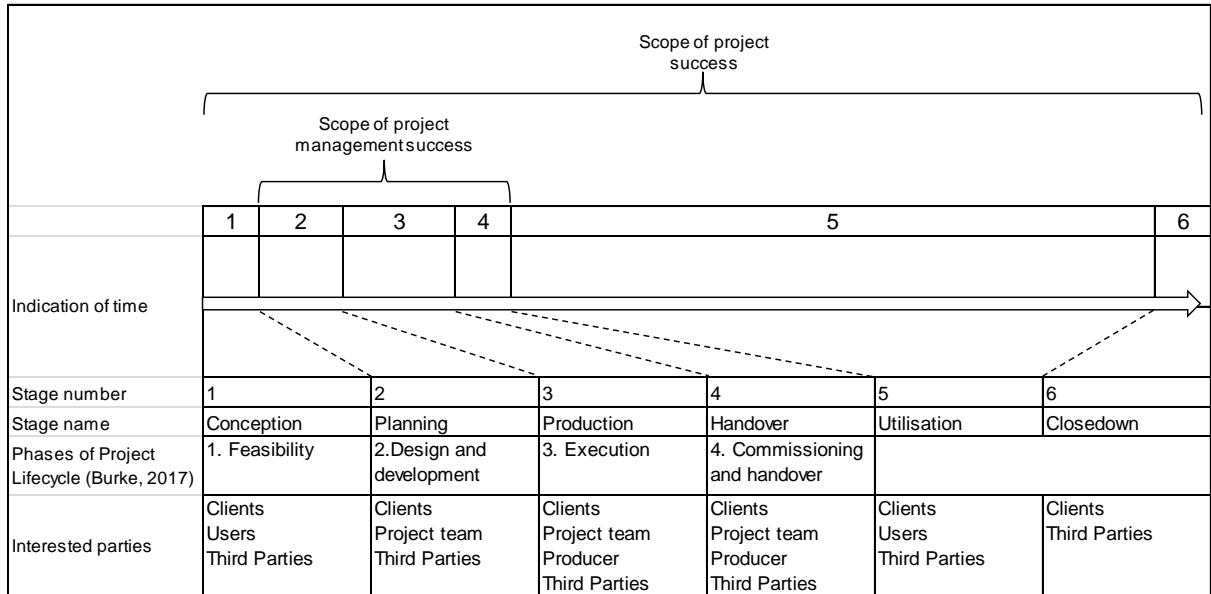 Scope of project
success
Scope of project
management success
1 2 3 4 5 6
Indication of time
Stage number 1 2 3 4 5 6
Stage name Conception Planning Production Handover Utilisation Closedown
Phases of Project
Lifecycle (Burke, 2017)
1. Feasibility
2.Design and
development
3. Execution
4. Commissioning
and handover
Interested parties
Clients
Users
Third Parties
Clients
Project team
Third Parties
Clients
Project team
Producer
Third Parties
Clients
Project team
Producer
Third Parties
Clients
Users
Third Parties
Clients
Third Parties